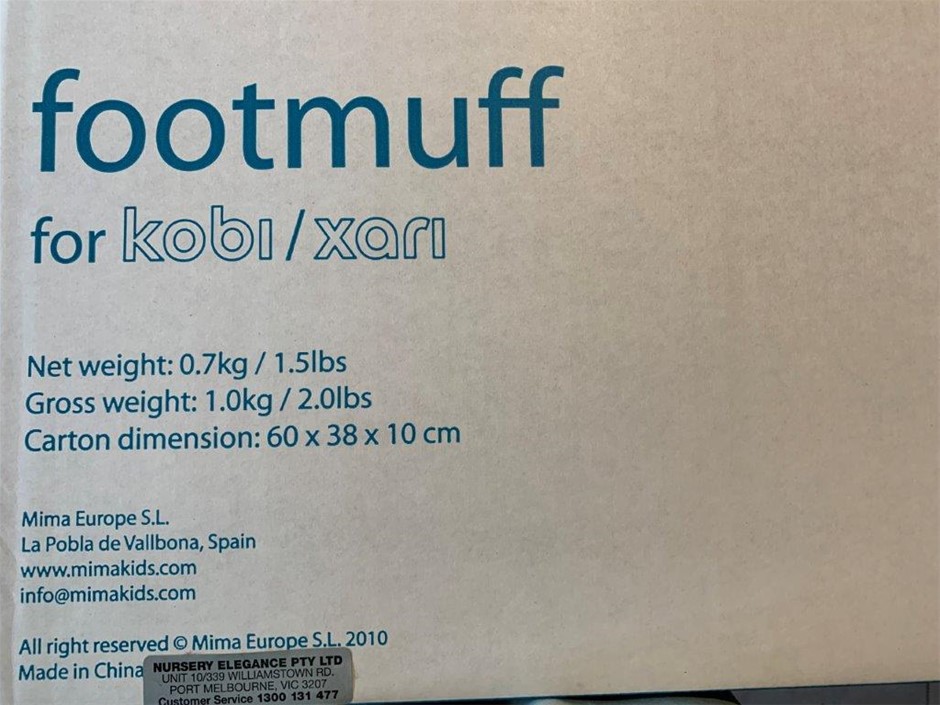 footmuff
for kobi / xari
Net weight: 0.7kg / 1.5lbs
Gross weight: 1.0kg / 2.0lbs
Carton dimension: 60 x 38 x 10 cm
Mima Europe S.L.
La Pobla de Vallbona, Spain
www.mimakids.com
info@mimakids.com
All right reserved © Mima Europe S.L. 2010
Made in China
NURSERY ELEGANCE PTY LTD
UNIT 10/339 WILLIAMSTOWN RD.
PORT MELBOURNE, VIC 3207
Customer Service 1300 131 477